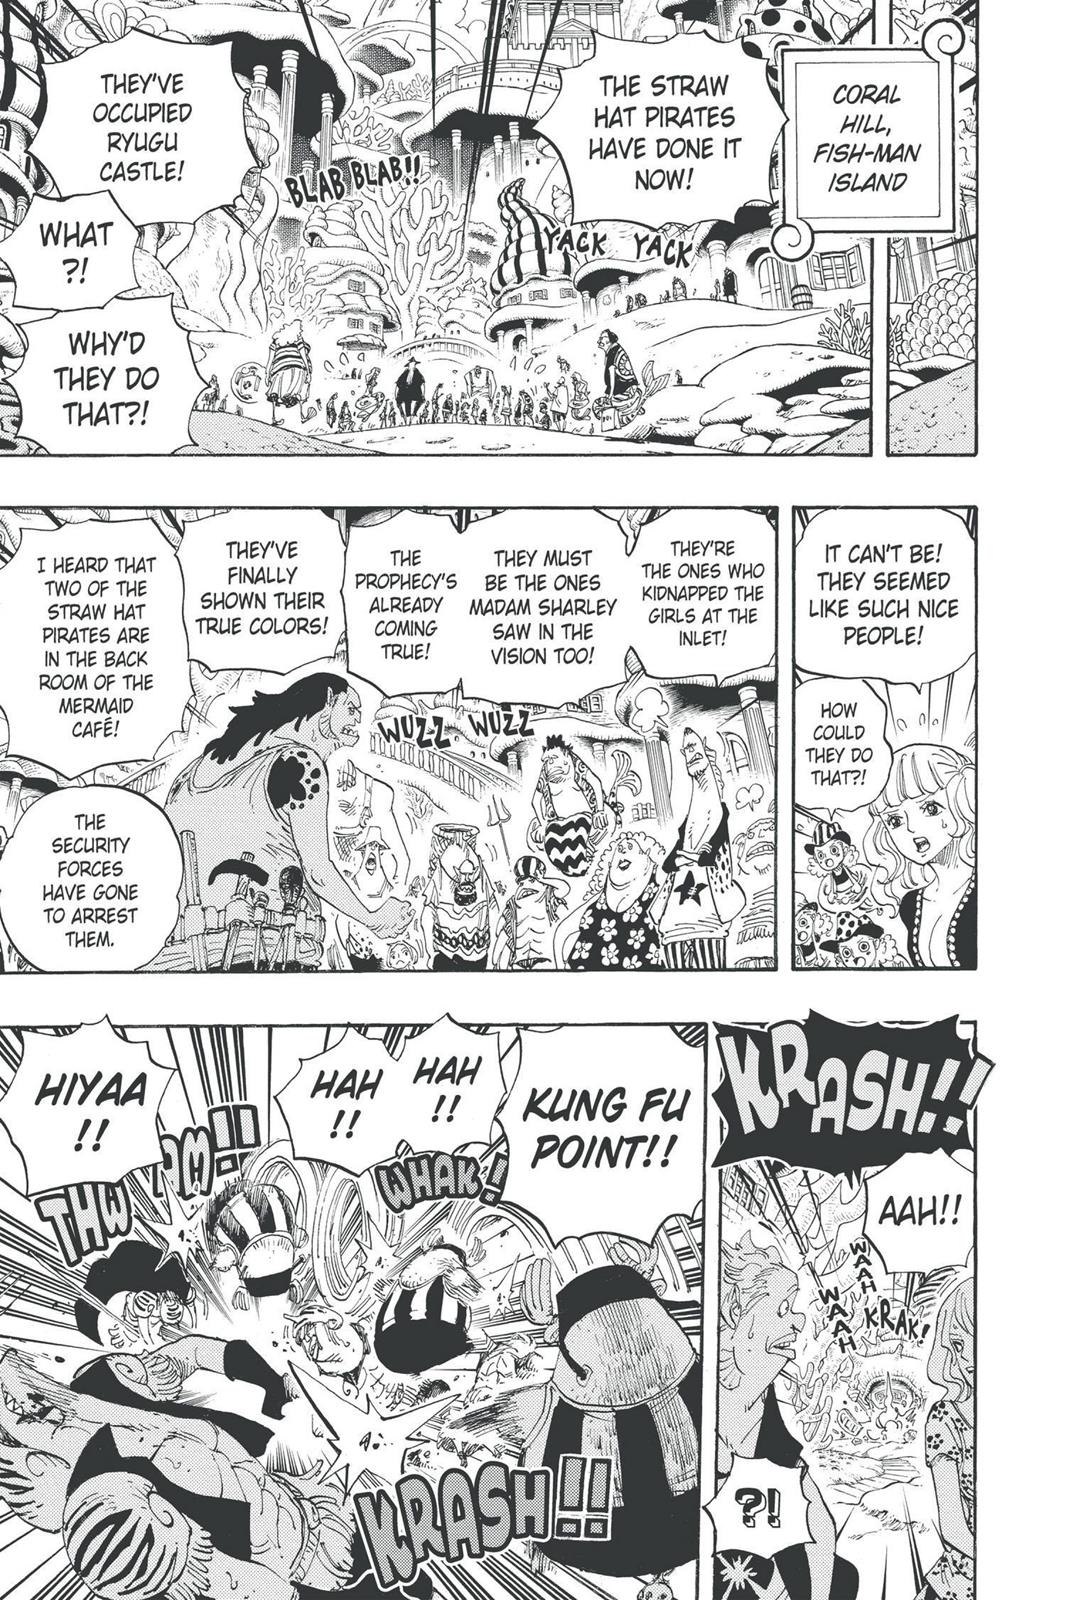 CORAL
HILL,
FISH-MAN
ISLAND
THE STRAW
HAT PIRATES
HAVE DONE IT
NOW!
YACK YACK
BLAB BLAB!!
THEY'VE
OCCUPIED
RYUGU
CASTLE!
WHAT
?!
WHY'D
THEY DO
THAT?!
IT CAN'T BE!
THEY SEEMED
LIKE SUCH NICE
PEOPLE!
HOW
COULD
THEY DO
THAT?!
THEY'RE
THE ONES WHO
KIDNAPPED THE
GIRLS AT THE
INLET!
THEY MUST
BE THE ONES
MADAM SHARLEY
SAW IN THE
VISION TOO!
THE
PROPHECY'S
ALREADY
COMING
TRUE!
WUZZ WUZZ
THEY'VE
FINALLY
SHOWN THEIR
TRUE COLORS!
I HEARD THAT
TWO OF THE
STRAW HAT
PIRATES ARE
IN THE BACK
ROOM OF THE
MERMAID
CAFÉ!
THE
SECURITY
FORCES
HAVE GONE
TO ARREST
THEM.
KRASH!!
AAH!!
WAAH
WAAH
KRAK!
?!
KUNG FU
POINT!!
HAH
!!
HAH
!!
WHAK!
HIYAA
!!
THW
OM!!
KRASH!!